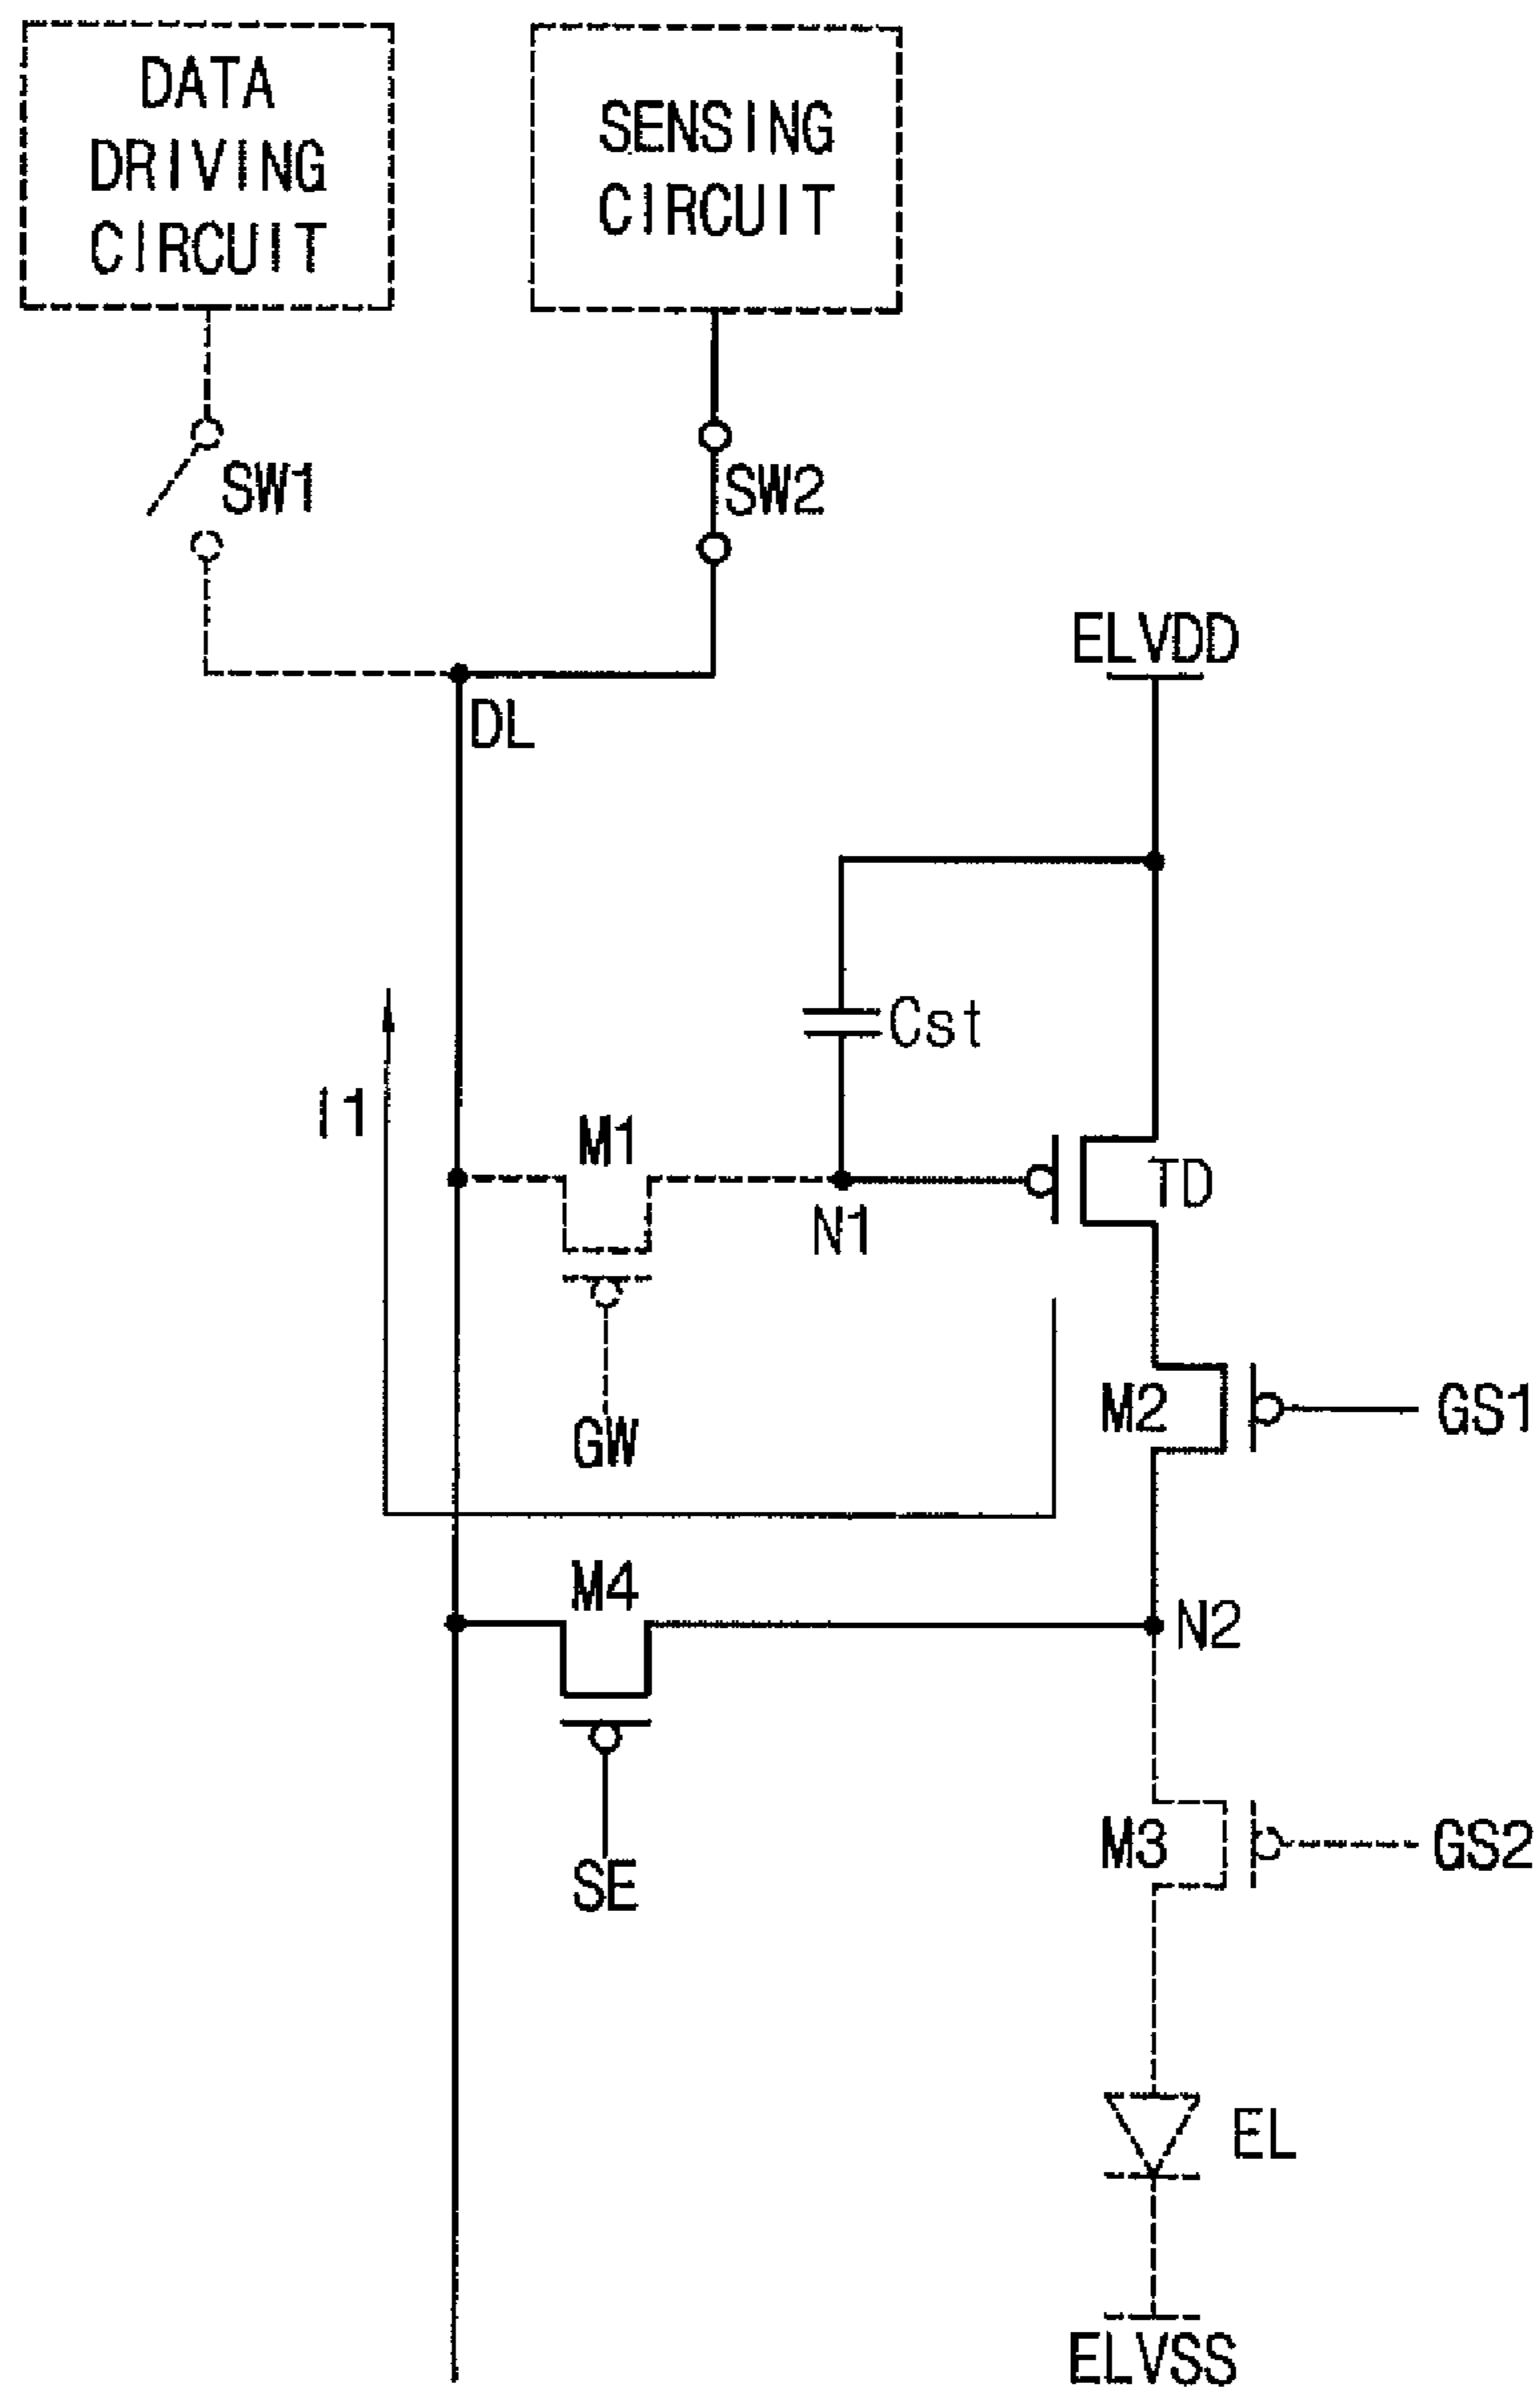 DATA
DRIVING
CIRCUIT
SENSING
CIRCUIT
SW1
SW2
ELVDD
DL
Cst
I1
M1
TD
N1
M2
GS1
GW
M4
N2
M3
GS2
SE
EL
ELVSS